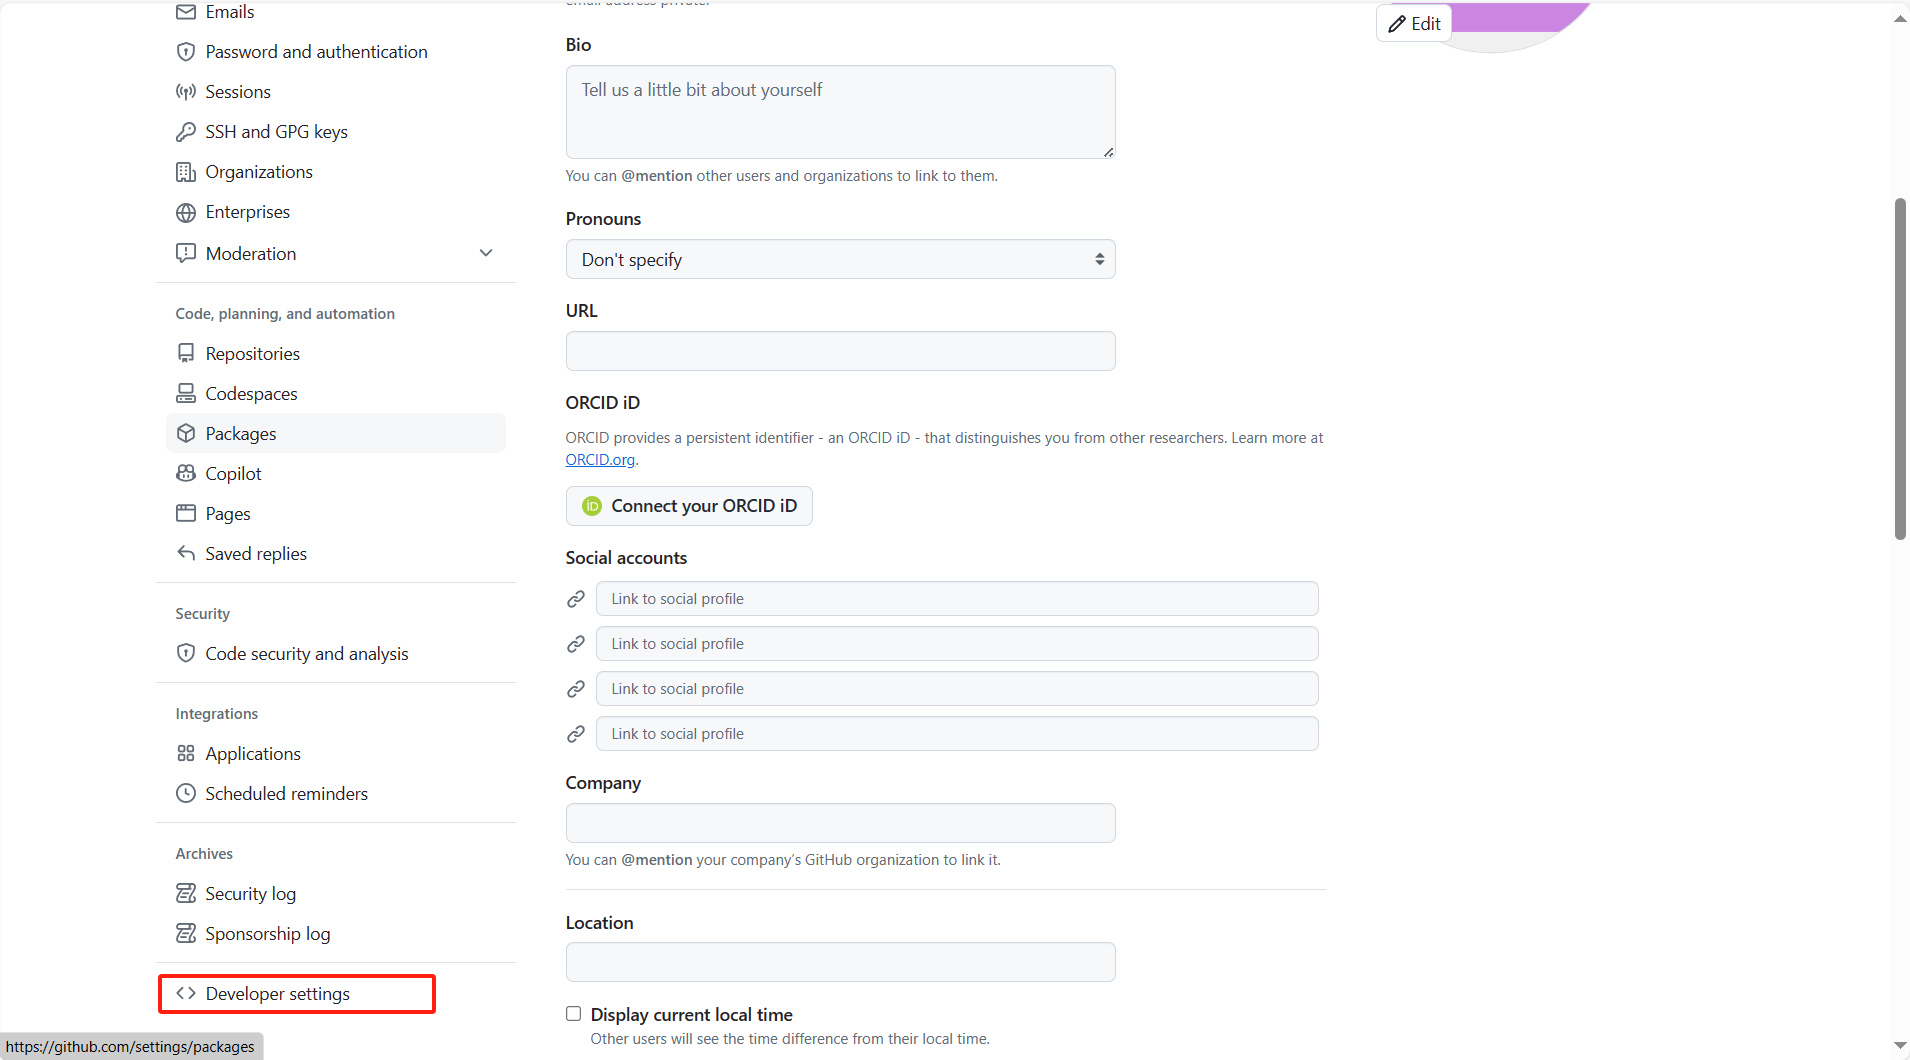 Emails
Password and authentication
Sessions
SSH and GPG keys
Organizations
Enterprises
Moderation
Code, planning, and automation
Repositories
Codespaces
Packages
Copilot
Pages
Saved replies
Security
Code security and analysis
Integrations
Applications
Scheduled reminders
Archives
Security log
Sponsorship log
Developer settings
https://github.com/settings/packages
email address private.
Bio
Tell us a little bit about yourself
You can @mention other users and organizations to link to them.
Pronouns
Don't specify
URL
ORCID iD
ORCID provides a persistent identifier - an ORCID iD - that distinguishes you from other researchers. Learn more at
ORCID.org.
iD Connect your ORCID iD
Social accounts
Link to social profile
Link to social profile
Link to social profile
Link to social profile
Company
You can @mention your company’s GitHub organization to link it.
Location
Display current local time
Other users will see the time difference from their local time.
Edit